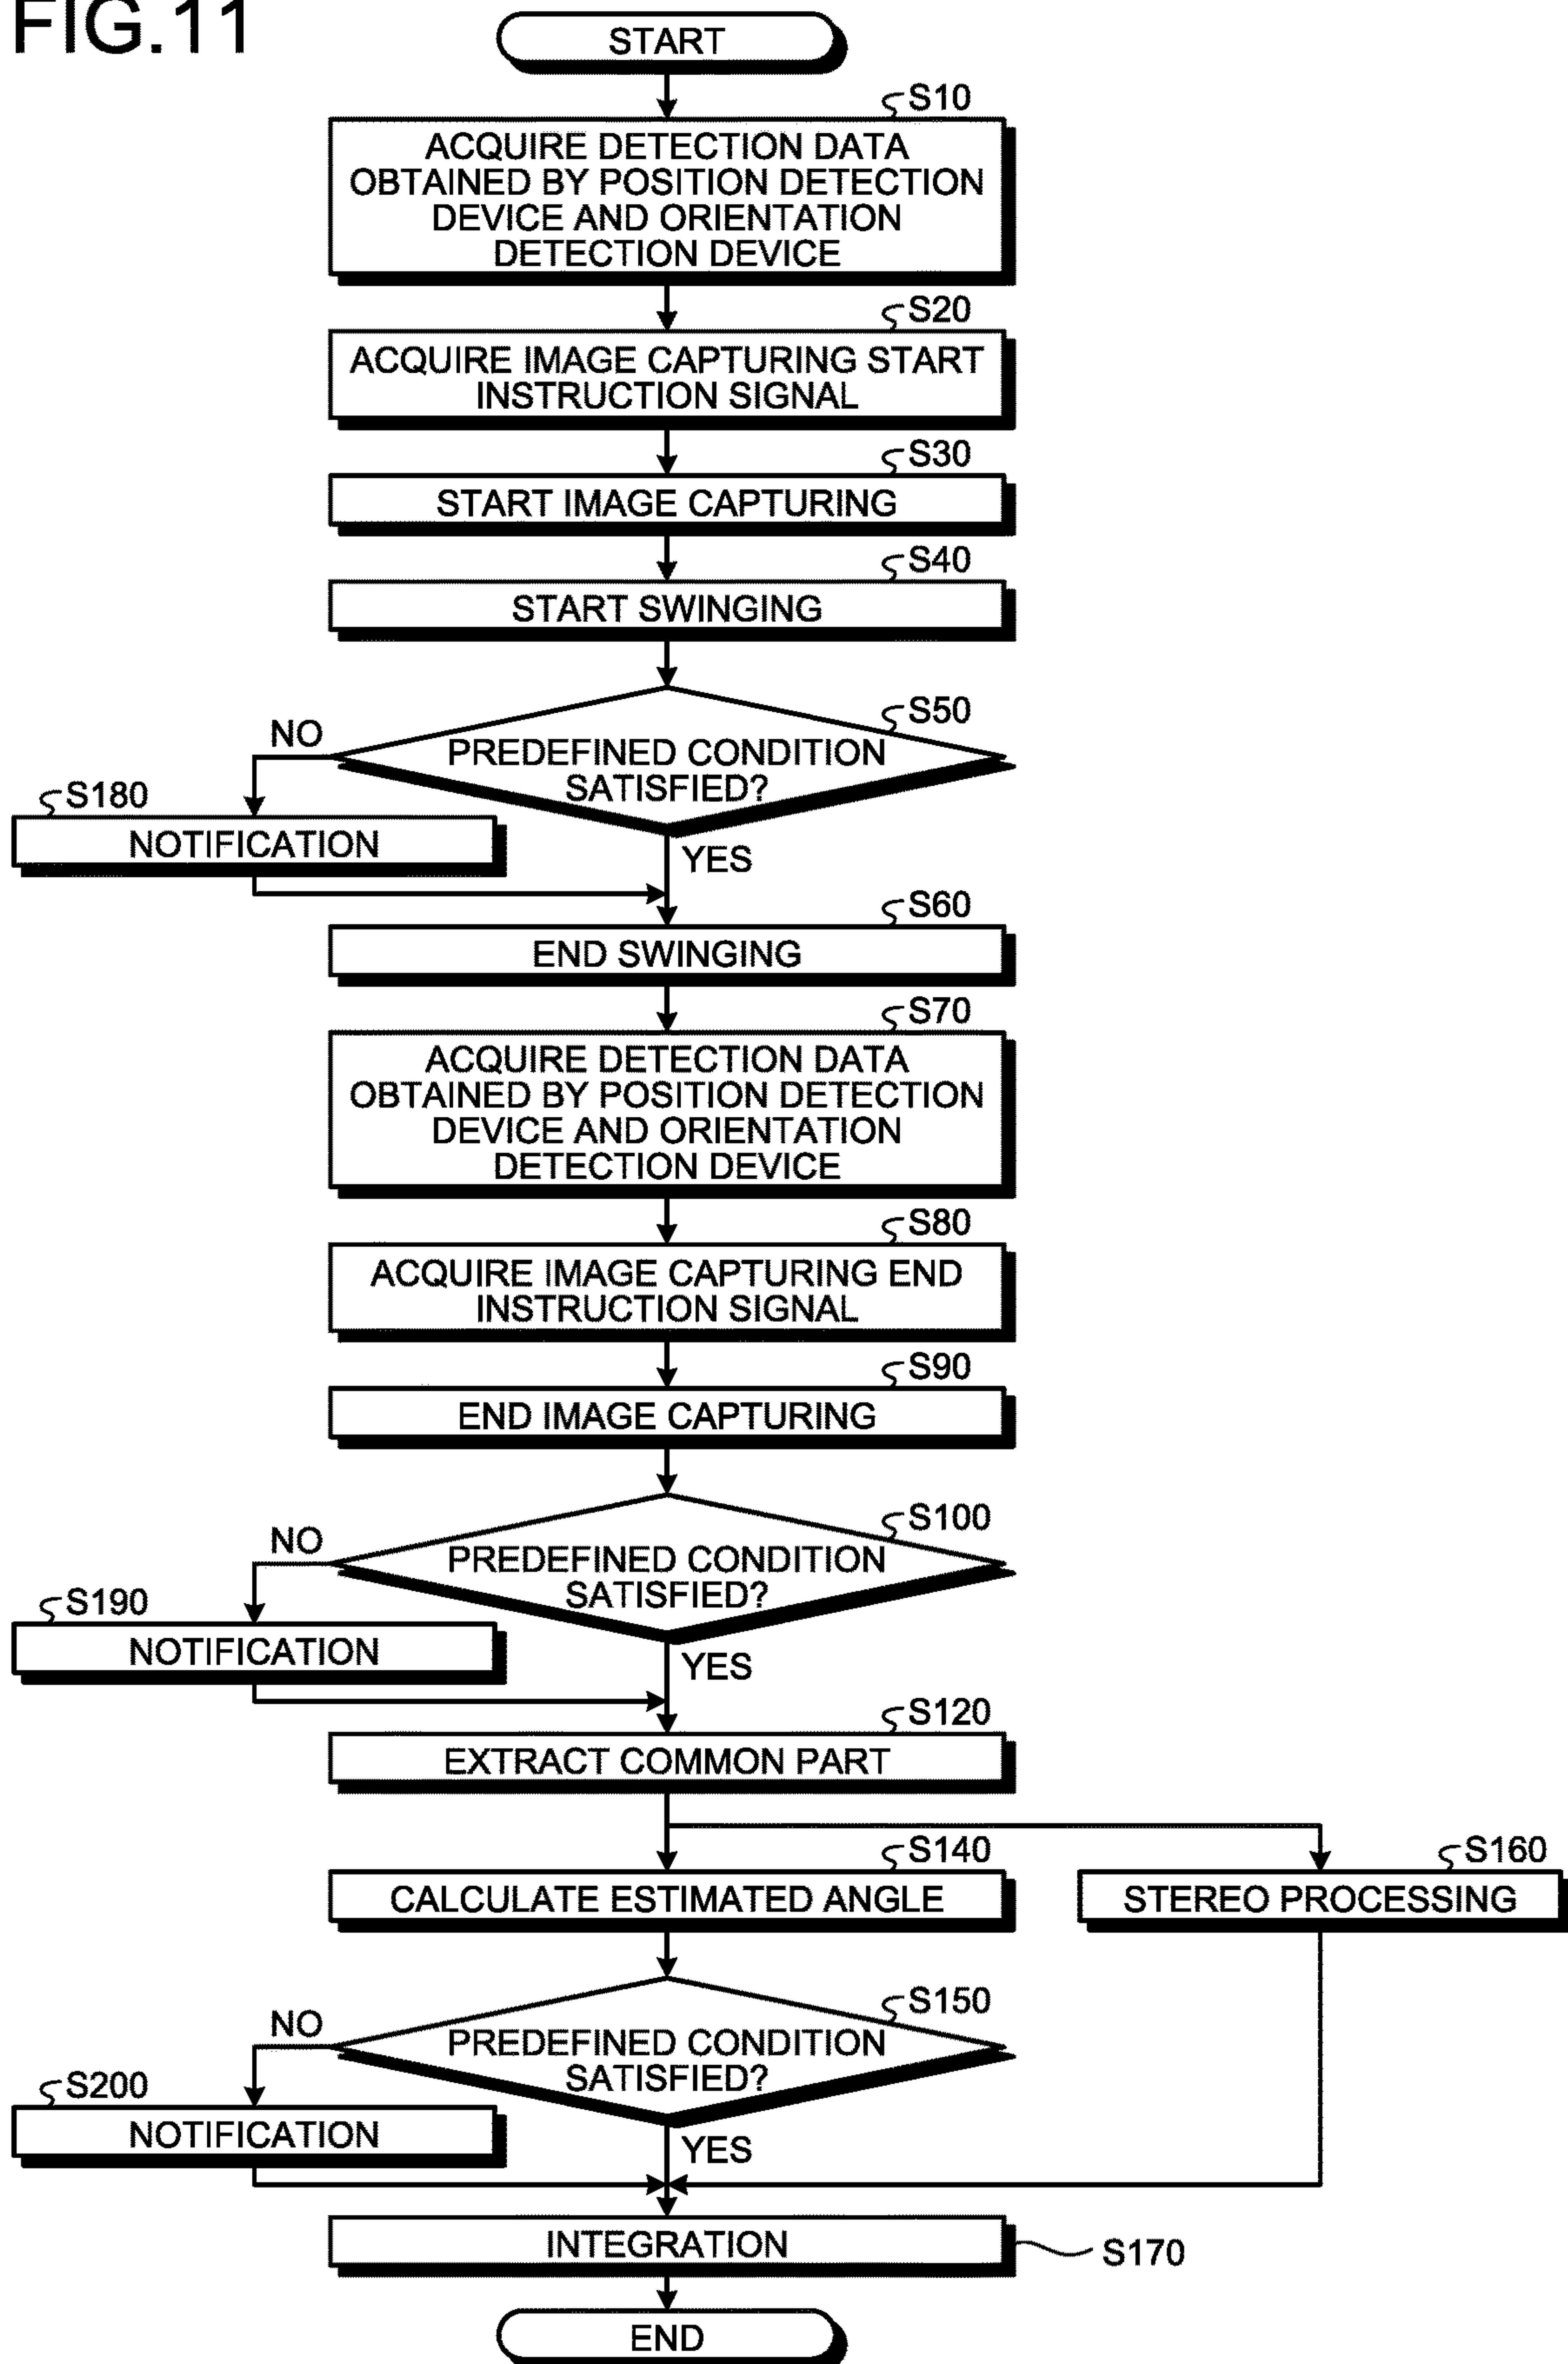 FIG.11
START
S10
ACQUIRE DETECTION DATA
OBTAINED BY POSITION DETECTION
DEVICE AND ORIENTATION
DETECTION DEVICE
S20
ACQUIRE IMAGE CAPTURING START
INSTRUCTION SIGNAL
S30
START IMAGE CAPTURING
S40
START SWINGING
S50
PREDEFINED CONDITION
SATISFIED?
NO
S180
NOTIFICATION
YES
S60
END SWINGING
S70
ACQUIRE DETECTION DATA
OBTAINED BY POSITION DETECTION
DEVICE AND ORIENTATION
DETECTION DEVICE
S80
ACQUIRE IMAGE CAPTURING END
INSTRUCTION SIGNAL
S90
END IMAGE CAPTURING
S100
PREDEFINED CONDITION
SATISFIED?
NO
S190
NOTIFICATION
YES
S120
EXTRACT COMMON PART
S140
CALCULATE ESTIMATED ANGLE
S160
STEREO PROCESSING
S150
PREDEFINED CONDITION
SATISFIED?
NO
S200
NOTIFICATION
YES
INTEGRATION
S170
END